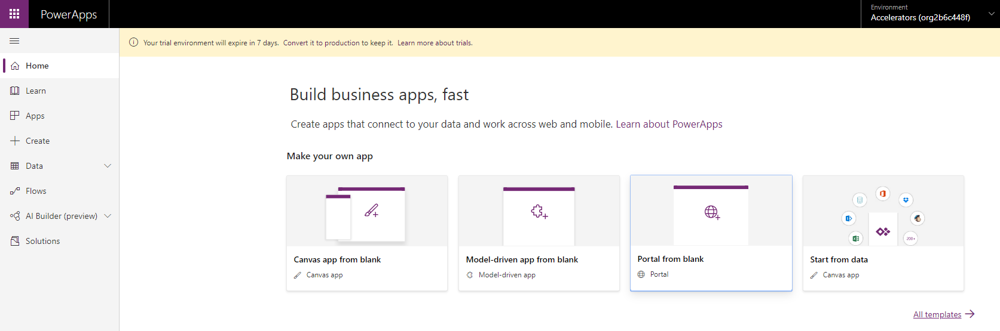 PowerApps
Environment
Accelerators (org2b6c448f)
Your trial environment will expire in 7 days. Convert it to production to keep it. Learn more about trials.
Home
Learn
Apps
Create
Data
Flows
AI Builder (preview)
Solutions
Build business apps, fast
Create apps that connect to your data and work across web and mobile. Learn about PowerApps
Make your own app
200+
Canvas app from blank
Canvas app
Model-driven app from blank
Model-driven app
Portal from blank
Portal
Start from data
Canvas app
All templates